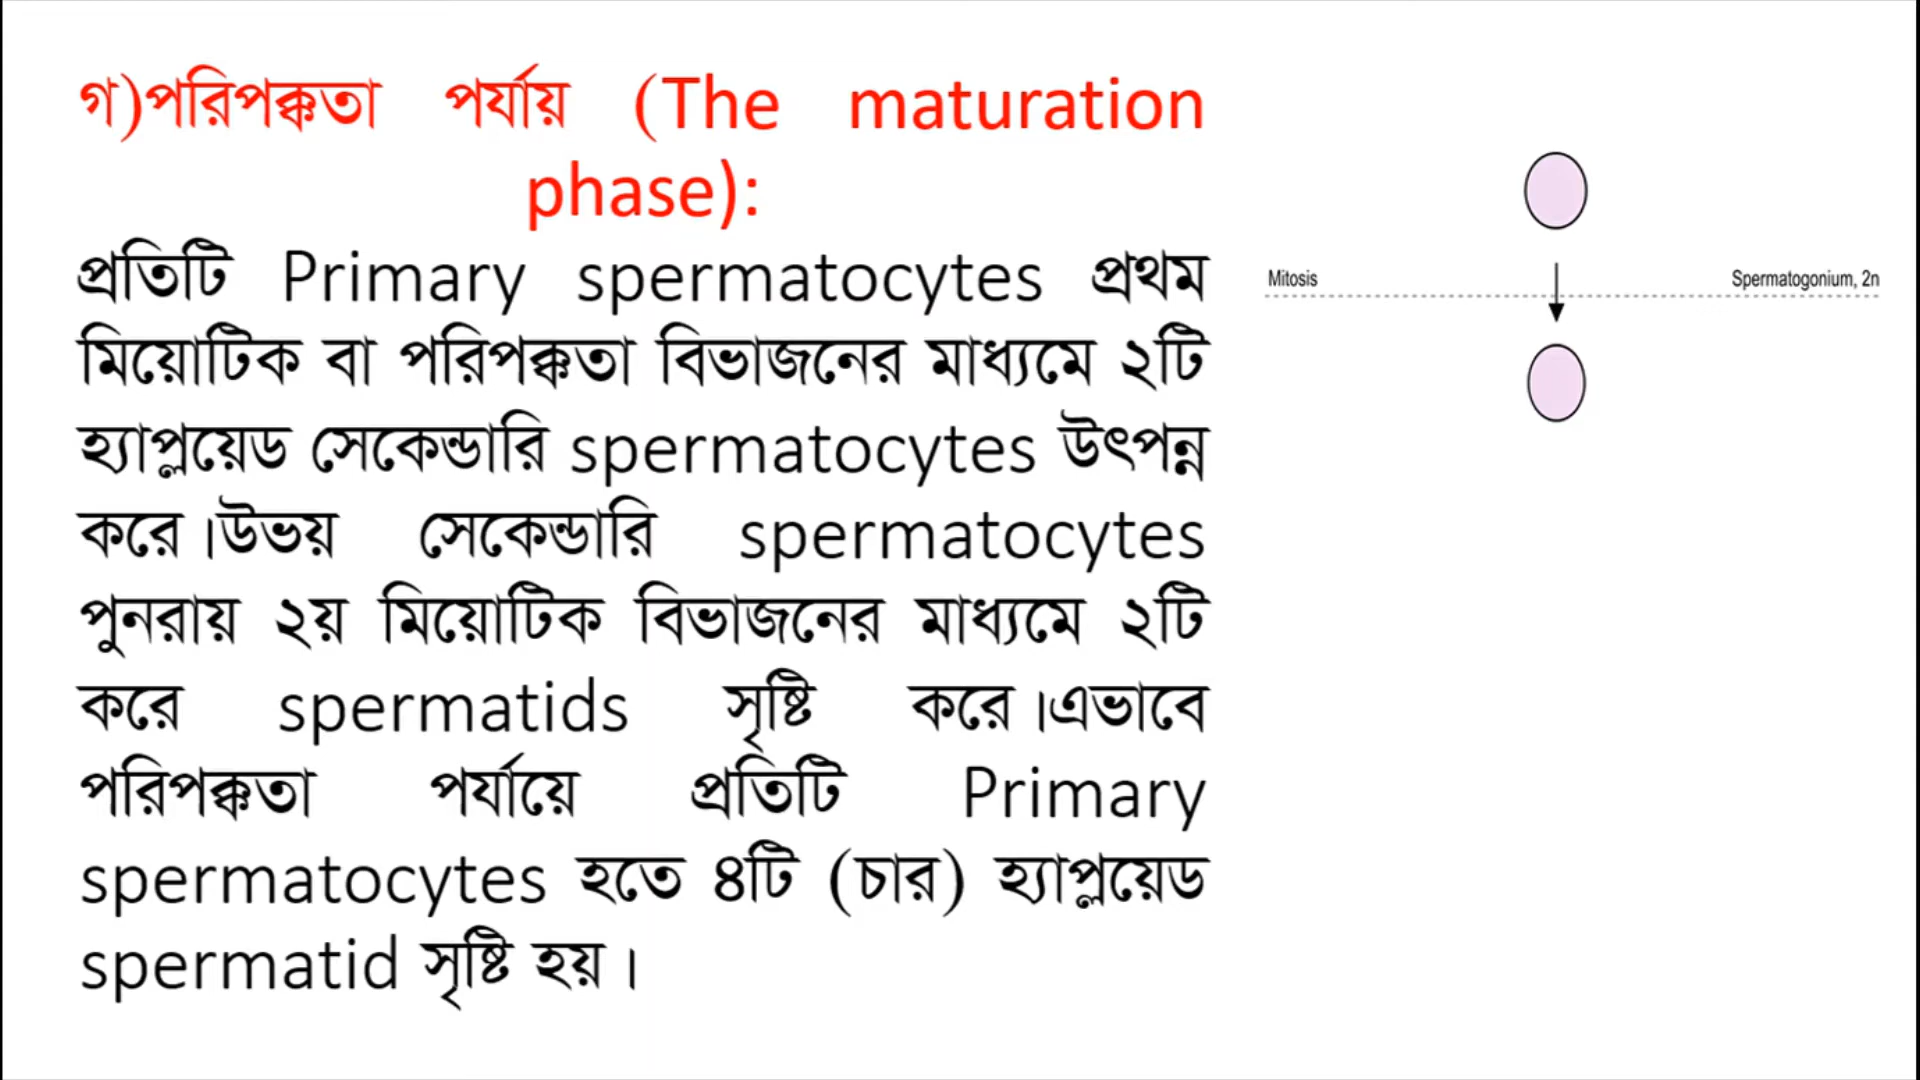 গ)পরিপক্কতা পর্যায় (The maturation
phase):
প্রতিটি Primary spermatocytes প্রথম
মিয়োটিক বা পরিপক্কতা বিভাজনের মাধ্যমে ২টি
হ্যাপ্লয়েড সেকেন্ডারি spermatocytes উৎপন্ন
করে।উভয় সেকেন্ডারি spermatocytes
পুনরায় ২য় মিয়োটিক বিভাজনের মাধ্যমে ২টি
করে spermatids সৃষ্টি করে।এভাবে
পরিপক্কতা পর্যায়ে প্রতিটি Primary
spermatocytes হতে ৪টি (চার) হ্যাপ্লয়েড
spermatid সৃষ্টি হয়।
Mitosis
Spermatogonium, 2n